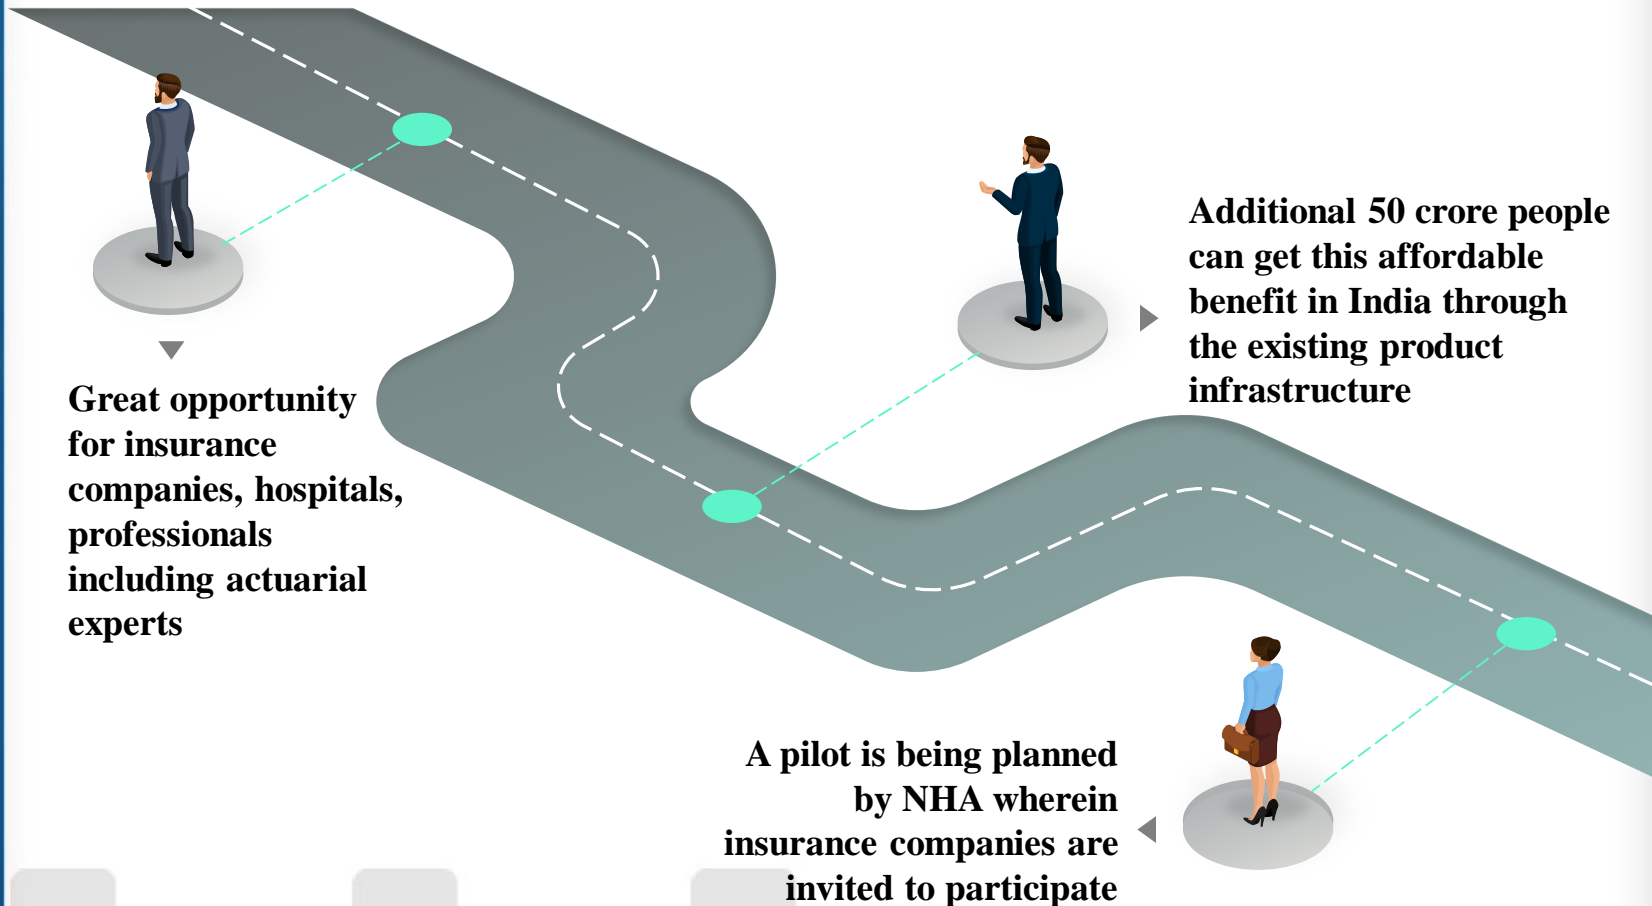 Great opportunity
for insurance
companies, hospitals,
professionals
including actuarial
experts
Additional 50 crore people
can get this affordable
benefit in India through
the existing product
infrastructure
A pilot is being planned
by NHA wherein
insurance companies are
invited to participate